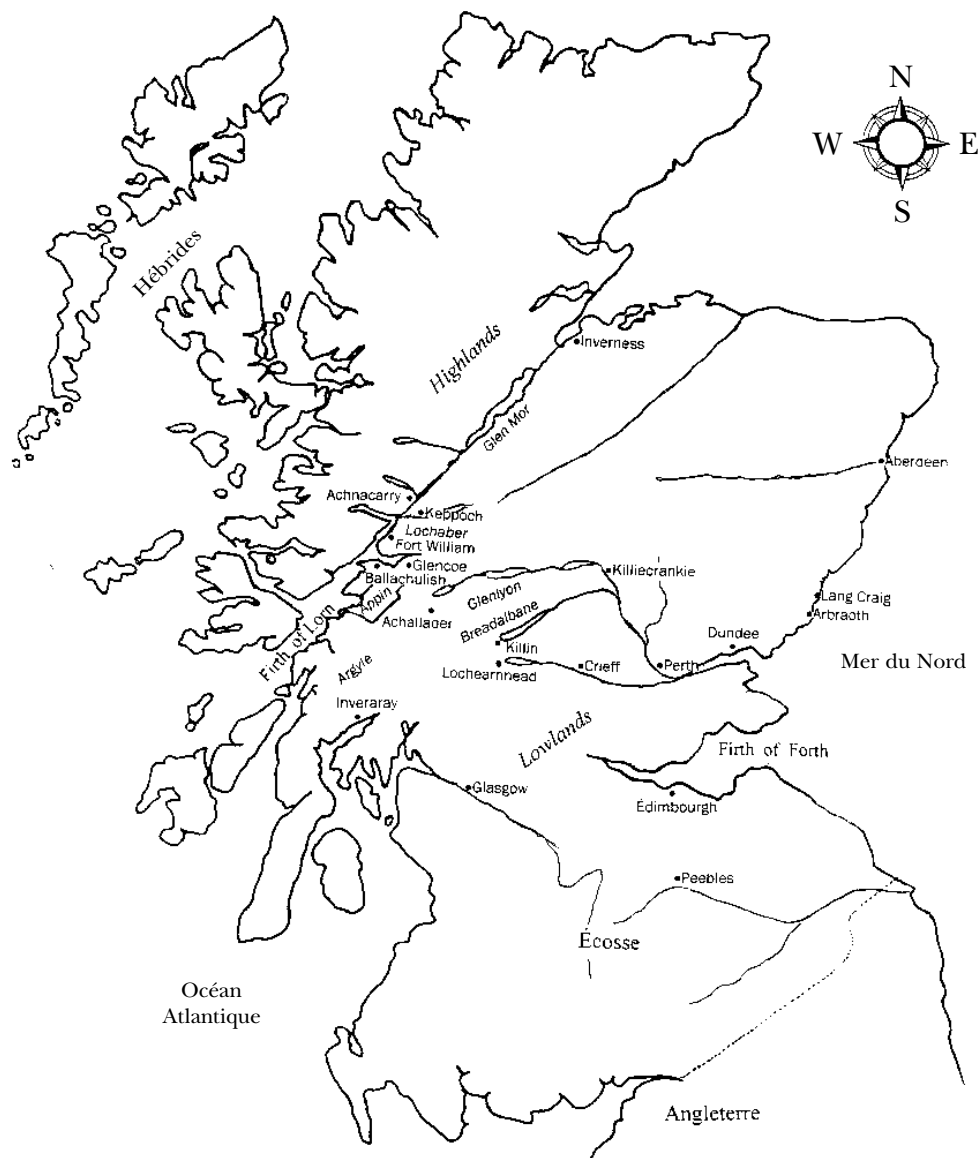 N
W E
S
Hébrides
Highlands
Inverness
Glen Mor
Aberdeen
Achnacarry
Keppoch
Lochaber
Fort William
Glencoe
Ballachulish
Killiecrankie
Appin
Glenlyon
Lang Craig
Achallader
Arbraoth
Breadalbane
Firth of Lorn
Dundee
Killin
Mer du Nord
Lochearnhead
Crieff
Perth
Argyle
Inveraray
Lowlands
Firth of Forth
Glasgow
Édimbourgh
Peebles
Écosse
Océan
Atlantique
Angleterre